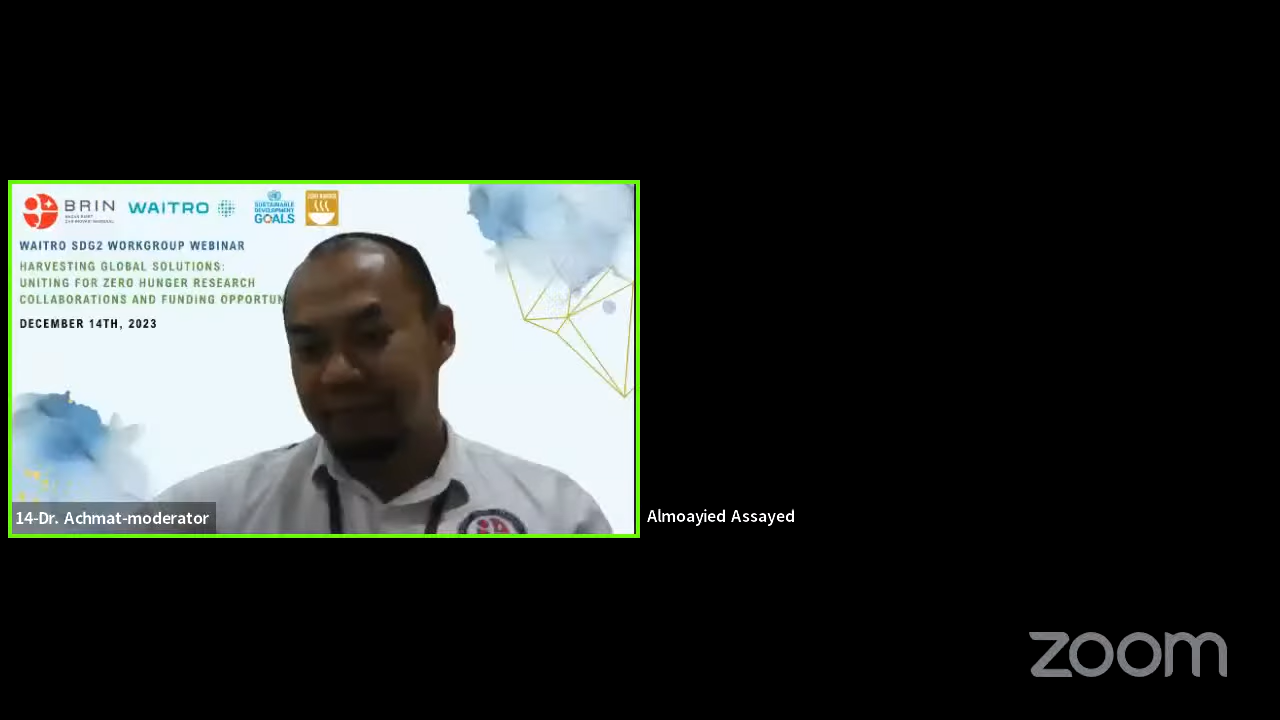 BRIN
WAITRO
SUSTAINABLE
DEVELOPMENT
GOALS
WAITRO SDG2 WORKGROUP WEBINAR
HARVESTING GLOBAL SOLUTIONS:
UNITING FOR ZERO HUNGER RESEARCH
COLLABORATIONS AND FUNDING OPPORTUN
DECEMBER 14TH, 2023
14-Dr. Achmat-moderator
Almoayied Assayed
zoom